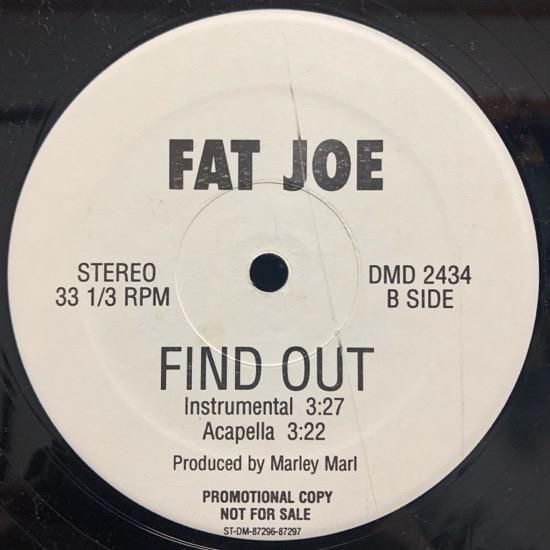 FAT JOE
STEREO
33 1/3 RPM
DMD 2434
B SIDE
FIND OUT
Instrumental 3:27
Acapella 3:22
Produced by Marley Marl
PROMOTIONAL COPY
NOT FOR SALE
ST-DM-87296-87297